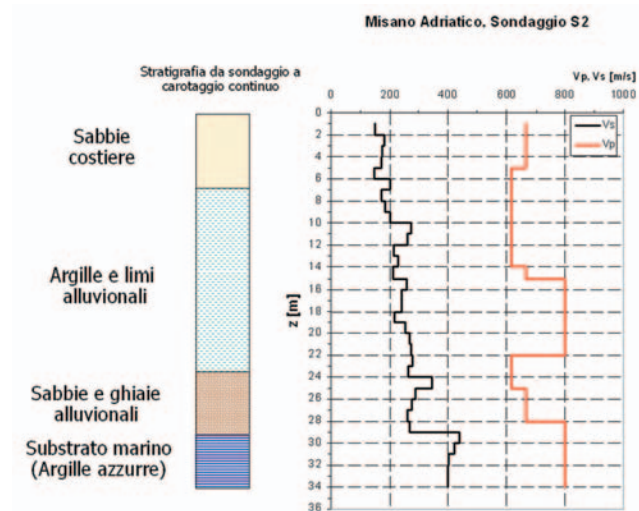 Misano Adriatico, Sondaggio S2
Stratigrafia da sondaggio a
carotaggio continuo
Sabbie
costiere
Argille e limi
alluvionali
Sabbie e ghiaie
alluvionali
Substrato marino
(Argille azzurre)
Vp, Vs [m/s]
0 200 400 600 800 1000
Vs
Vp
z [m]
0
2
4
6
8
10
12
14
16
18
20
22
24
26
28
30
32
34
36